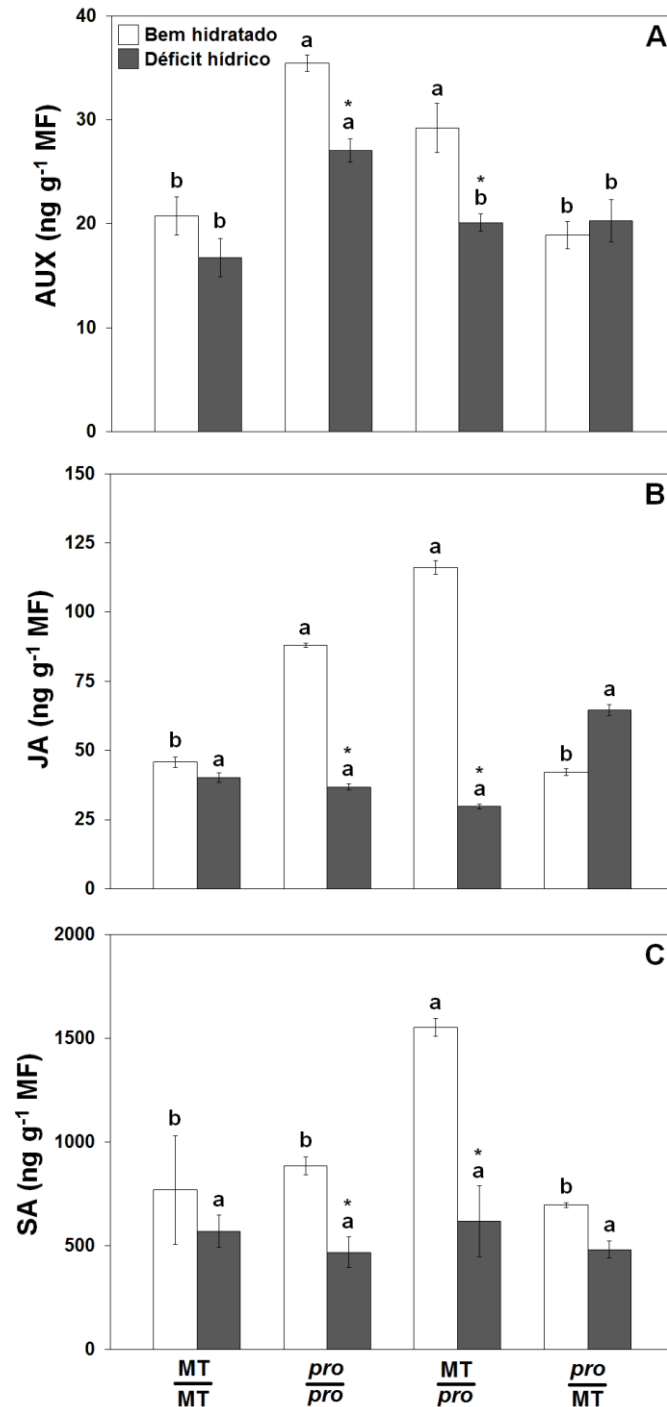 A
Bem hidratado
Déficit hídrico
AUX (ng g⁻¹ MF)
40
30
20
10
0
b b a * a a * b b b
B
JA (ng g⁻¹ MF)
150
125
100
75
50
25
0
b a a * a a * a b a
C
SA (ng g⁻¹ MF)
2000
1500
1000
500
0
b a b * a a * a b a
MT pro MT pro
MT pro pro MT